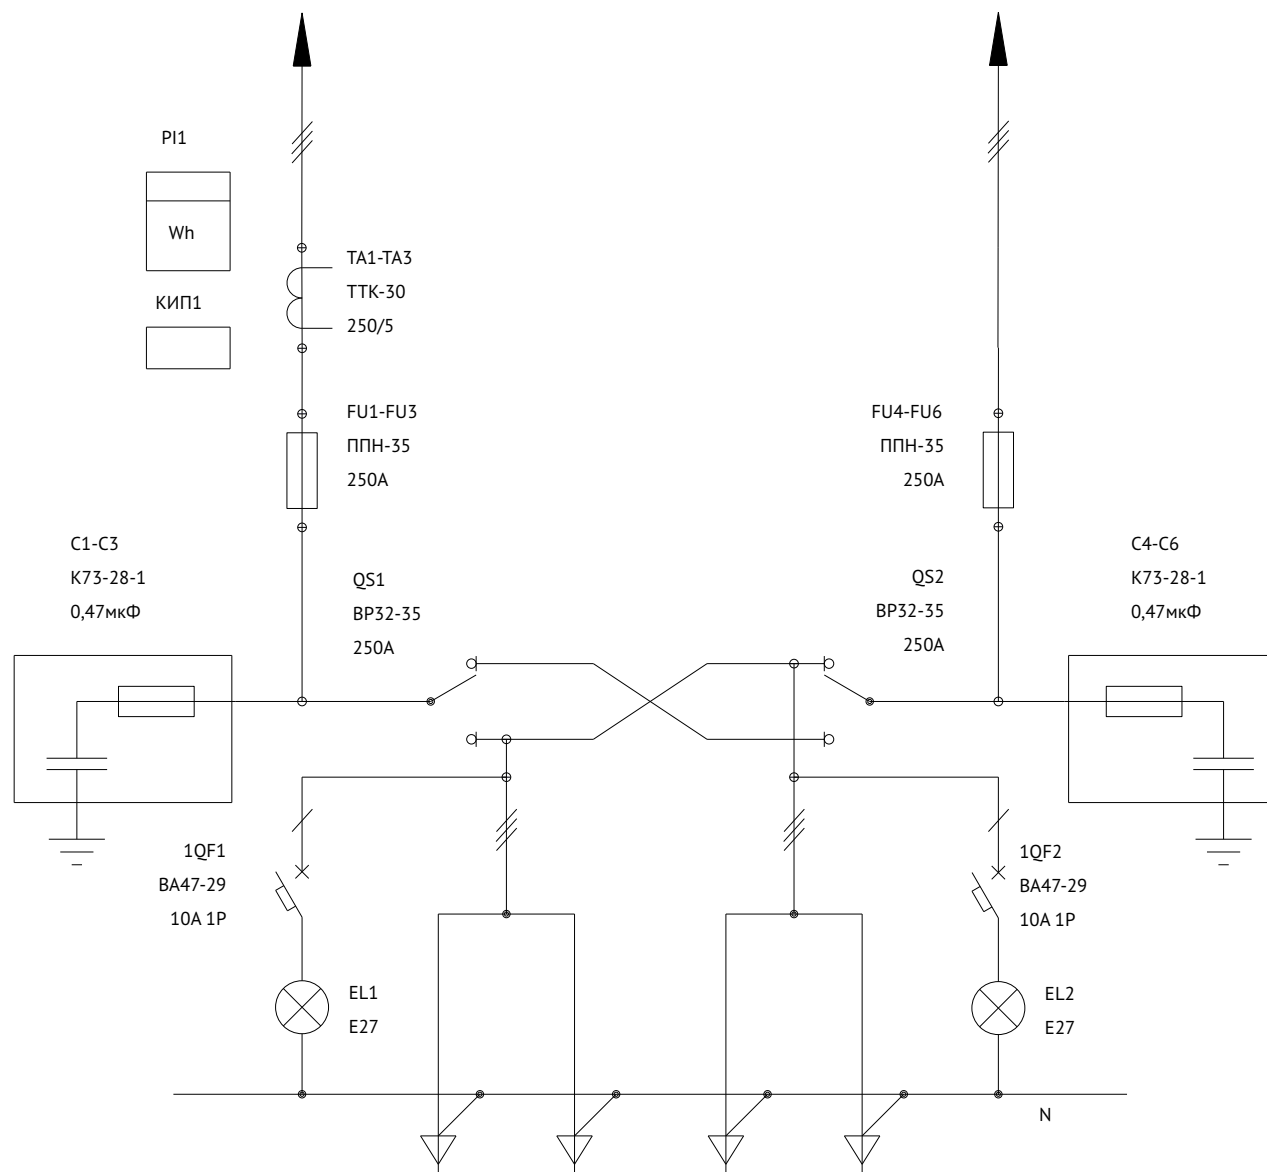 PI1
Wh
КИП1
TA1-TA3
ТТК-30
250/5
FU1-FU3
ППН-35
250А
FU4-FU6
ППН-35
250А
C1-C3
К73-28-1
0,47мкФ
QS1
ВР32-35
250А
QS2
ВР32-35
250А
C4-C6
К73-28-1
0,47мкФ
1QF1
ВА47-29
10А 1Р
1QF2
ВА47-29
10А 1Р
EL1
E27
EL2
E27
N